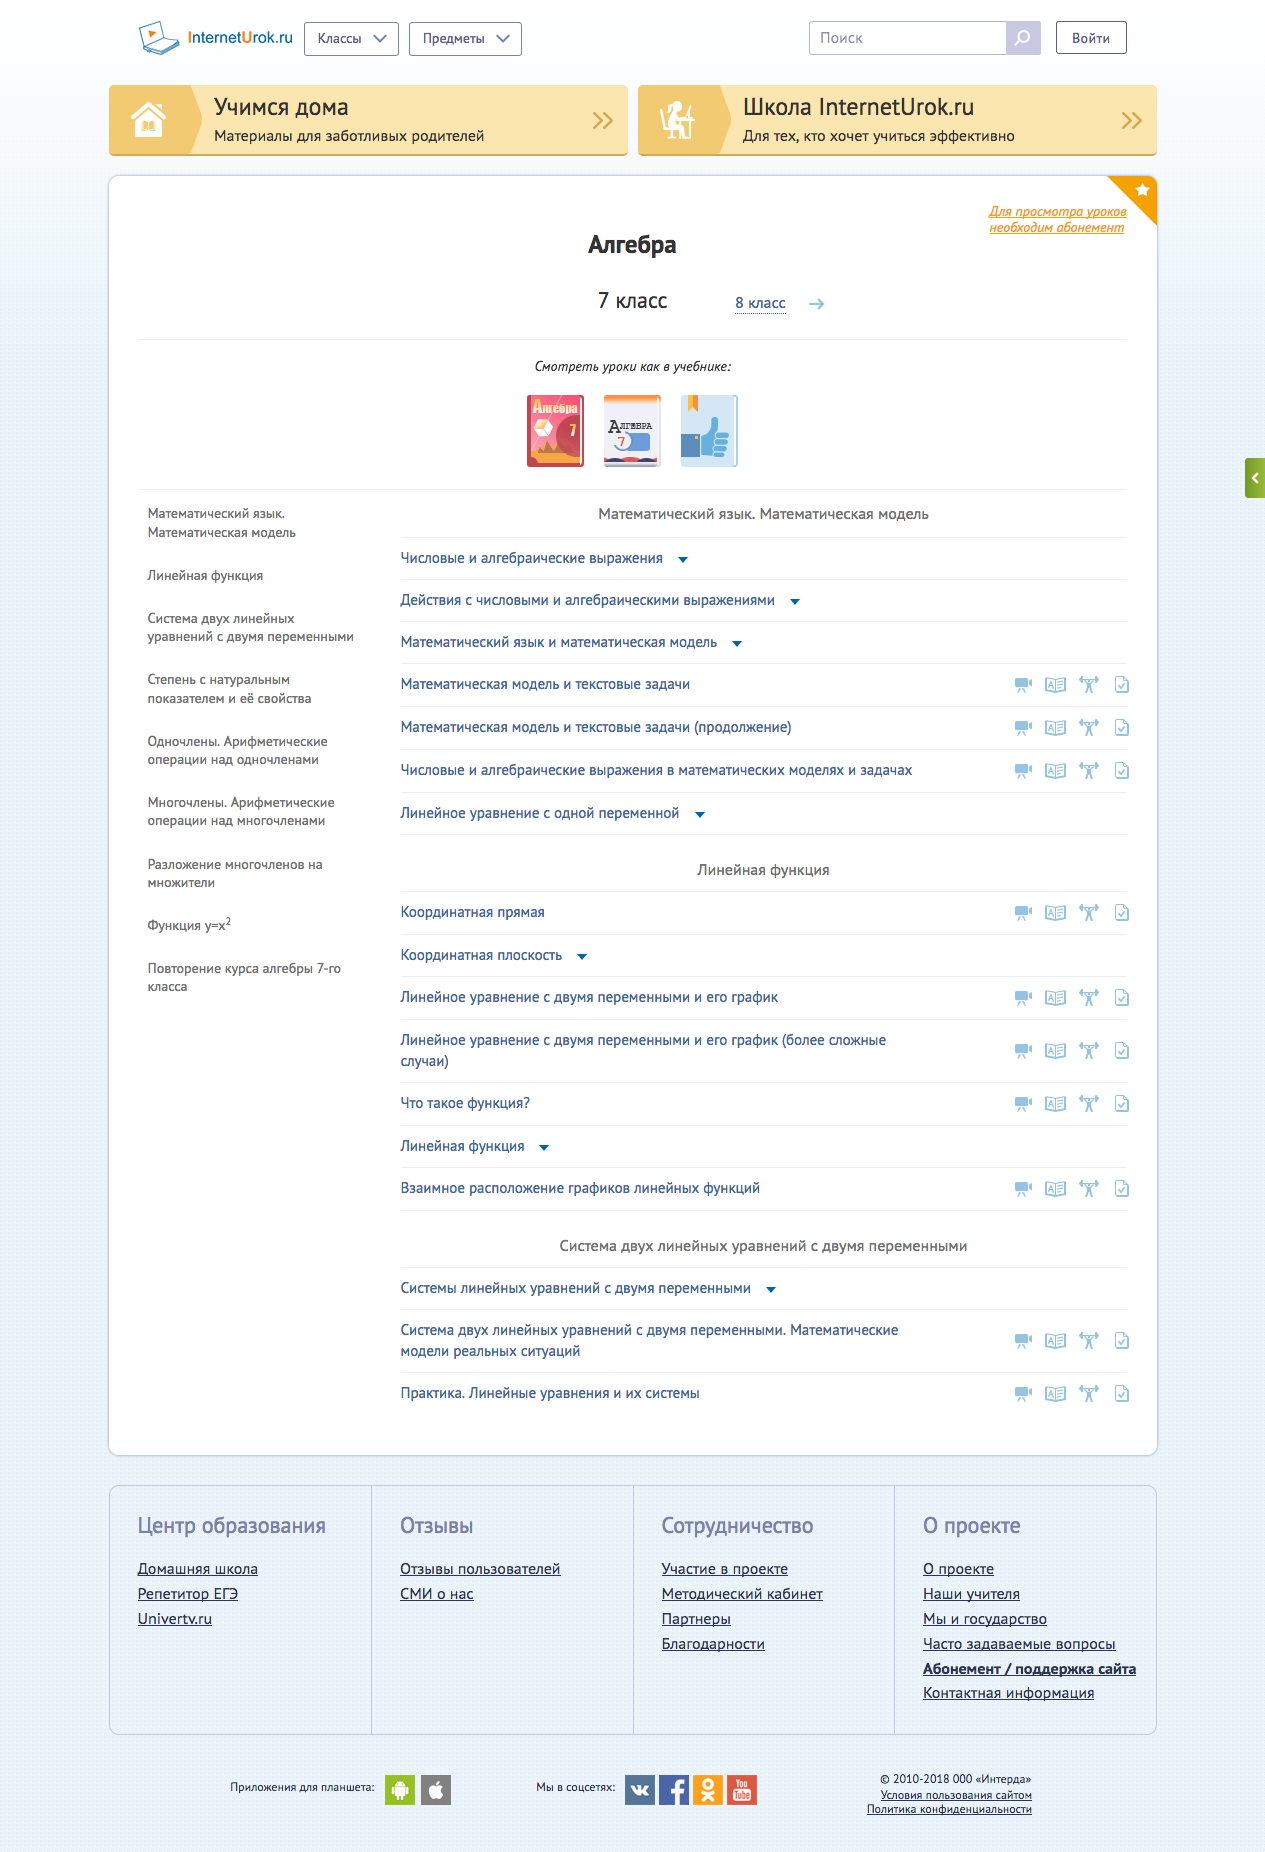 InternetUrok.ru
Классы
Предметы
Поиск
Войти
Учимся дома
Материалы для заботливых родителей
Школа InternetUrok.ru
Для тех, кто хочет учиться эффективно
Для просмотра уроков
необходим абонемент
Алгебра
7 класс
8 класс
Смотреть уроки как в учебнике:
Алгебра
7
Алгебра
7
Математический язык.
Математическая модель
Линейная функция
Система двух линейных
уравнений с двумя переменными
Степень с натуральным
показателем и её свойства
Одночлены. Арифметические
операции над одночленами
Многочлены. Арифметические
операции над многочленами
Разложение многочленов на
множители
Функция y=x²
Повторение курса алгебры 7-го
класса
Математический язык. Математическая модель
Числовые и алгебраические выражения
Действия с числовыми и алгебраическими выражениями
Математический язык и математическая модель
Математическая модель и текстовые задачи
Математическая модель и текстовые задачи (продолжение)
Числовые и алгебраические выражения в математических моделях и задачах
Линейное уравнение с одной переменной
Линейная функция
Координатная прямая
Координатная плоскость
Линейное уравнение с двумя переменными и его график
Линейное уравнение с двумя переменными и его график (более сложные
случаи)
Что такое функция?
Линейная функция
Взаимное расположение графиков линейных функций
Система двух линейных уравнений с двумя переменными
Системы линейных уравнений с двумя переменными
Система двух линейных уравнений с двумя переменными. Математические
модели реальных ситуаций
Практика. Линейные уравнения и их системы
Центр образования
Домашняя школа
Репетитор ЕГЭ
Univertv.ru
Отзывы
Отзывы пользователей
СМИ о нас
Сотрудничество
Участие в проекте
Методический кабинет
Партнеры
Благодарности
О проекте
О проекте
Наши учителя
Мы и государство
Часто задаваемые вопросы
Абонемент / поддержка сайта
Контактная информация
Приложения для планшета:
Мы в соцсетях:
You
Tube
© 2010-2018 ООО «Интерда»
Условия пользования сайтом
Политика конфиденциальности